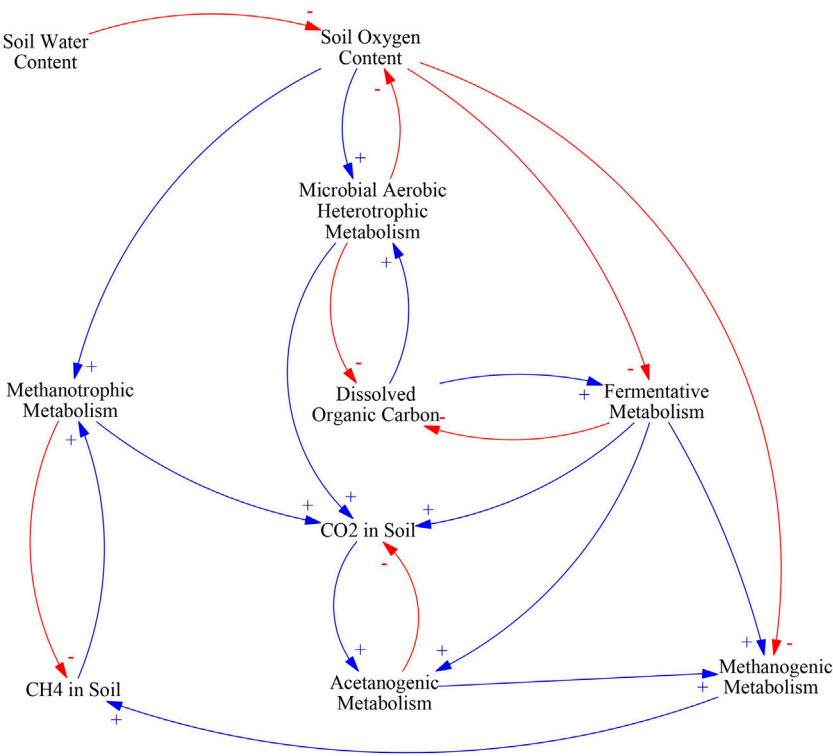 Soil Water
Content
-
Soil Oxygen
Content
-
+
Microbial Aerobic
Heterotrophic
Metabolism
+
-
+
Methanotrophic
Metabolism
+
Dissolved
Organic Carbon
-
+
-
Fermentative
Metabolism
+
+
+
CO2 in Soil
-
+
+
-
CH4 in Soil
+
Acetanogenic
Metabolism
+
+
-
Methanogenic
Metabolism